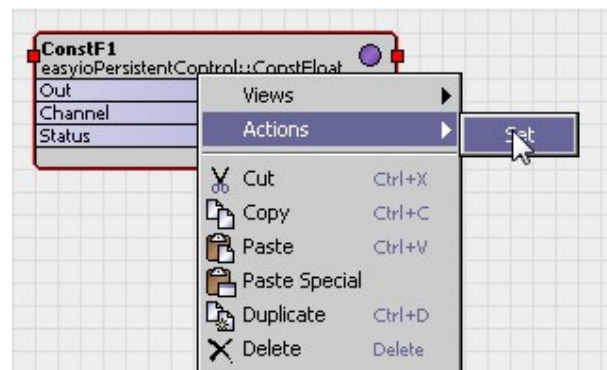 ConstF1
easyioPersistentControl::ConstFloat
Out
Channel
Status
Views
Actions
Set
Cut Ctrl+X
Copy Ctrl+C
Paste Ctrl+V
Paste Special
Duplicate Ctrl+D
Delete Delete